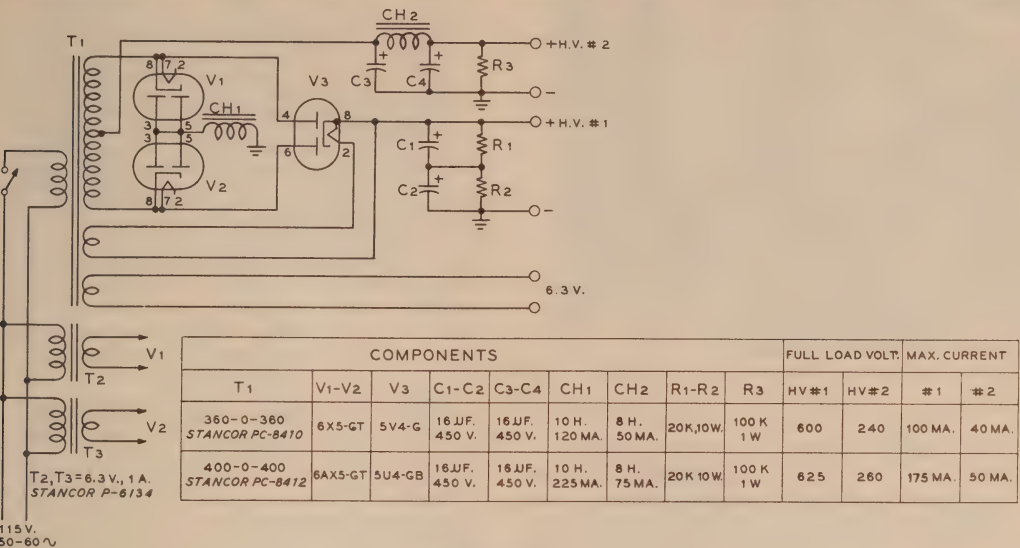 CH2
T1
+H.V. # 2
8 7 2
V1
V3
C3
+
C4
+
R3
−
CH1
3 5
3 5
4
8
6
2
+H.V. # 1
C1
+
R1
C2
+
R2
−
V2
8 7 2
6.3 V.
V1
T2
V2
T3
T2, T3 = 6.3 V., 1 A.
STANCOR P-6134
115 V.
50-60 ~
COMPONENTS FULL LOAD VOLT. MAX. CURRENT
T1 V1-V2 V3 C1-C2 C3-C4 CH1 CH2 R1-R2 R3 HV#1 HV#2 #1 #2
360-0-360 6X5-GT 5V4-G 16 UF. 16 UF. 10 H. 8 H. 20K,10W. 100 K 600 240 100 MA. 40 MA.
STANCOR PC-8410 450 V. 450 V. 120 MA. 50 MA. 1 W
400-0-400 6AX5-GT 5U4-GB 16 UF. 16 UF. 10 H. 8 H. 20K 10W. 100 K 625 260 175 MA. 50 MA.
STANCOR PC-8412 450 V. 450 V. 225 MA. 75 MA. 1 W